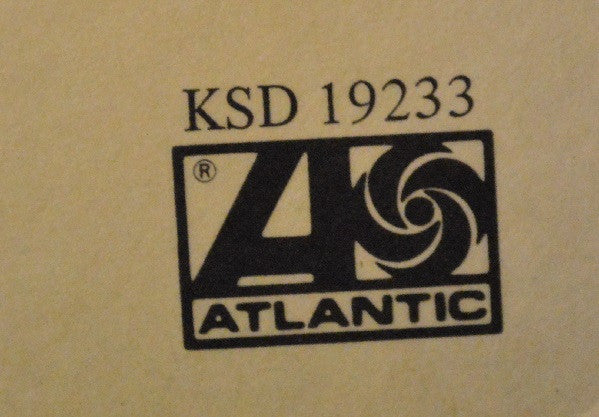 KSD 19233
®
ATLANTIC